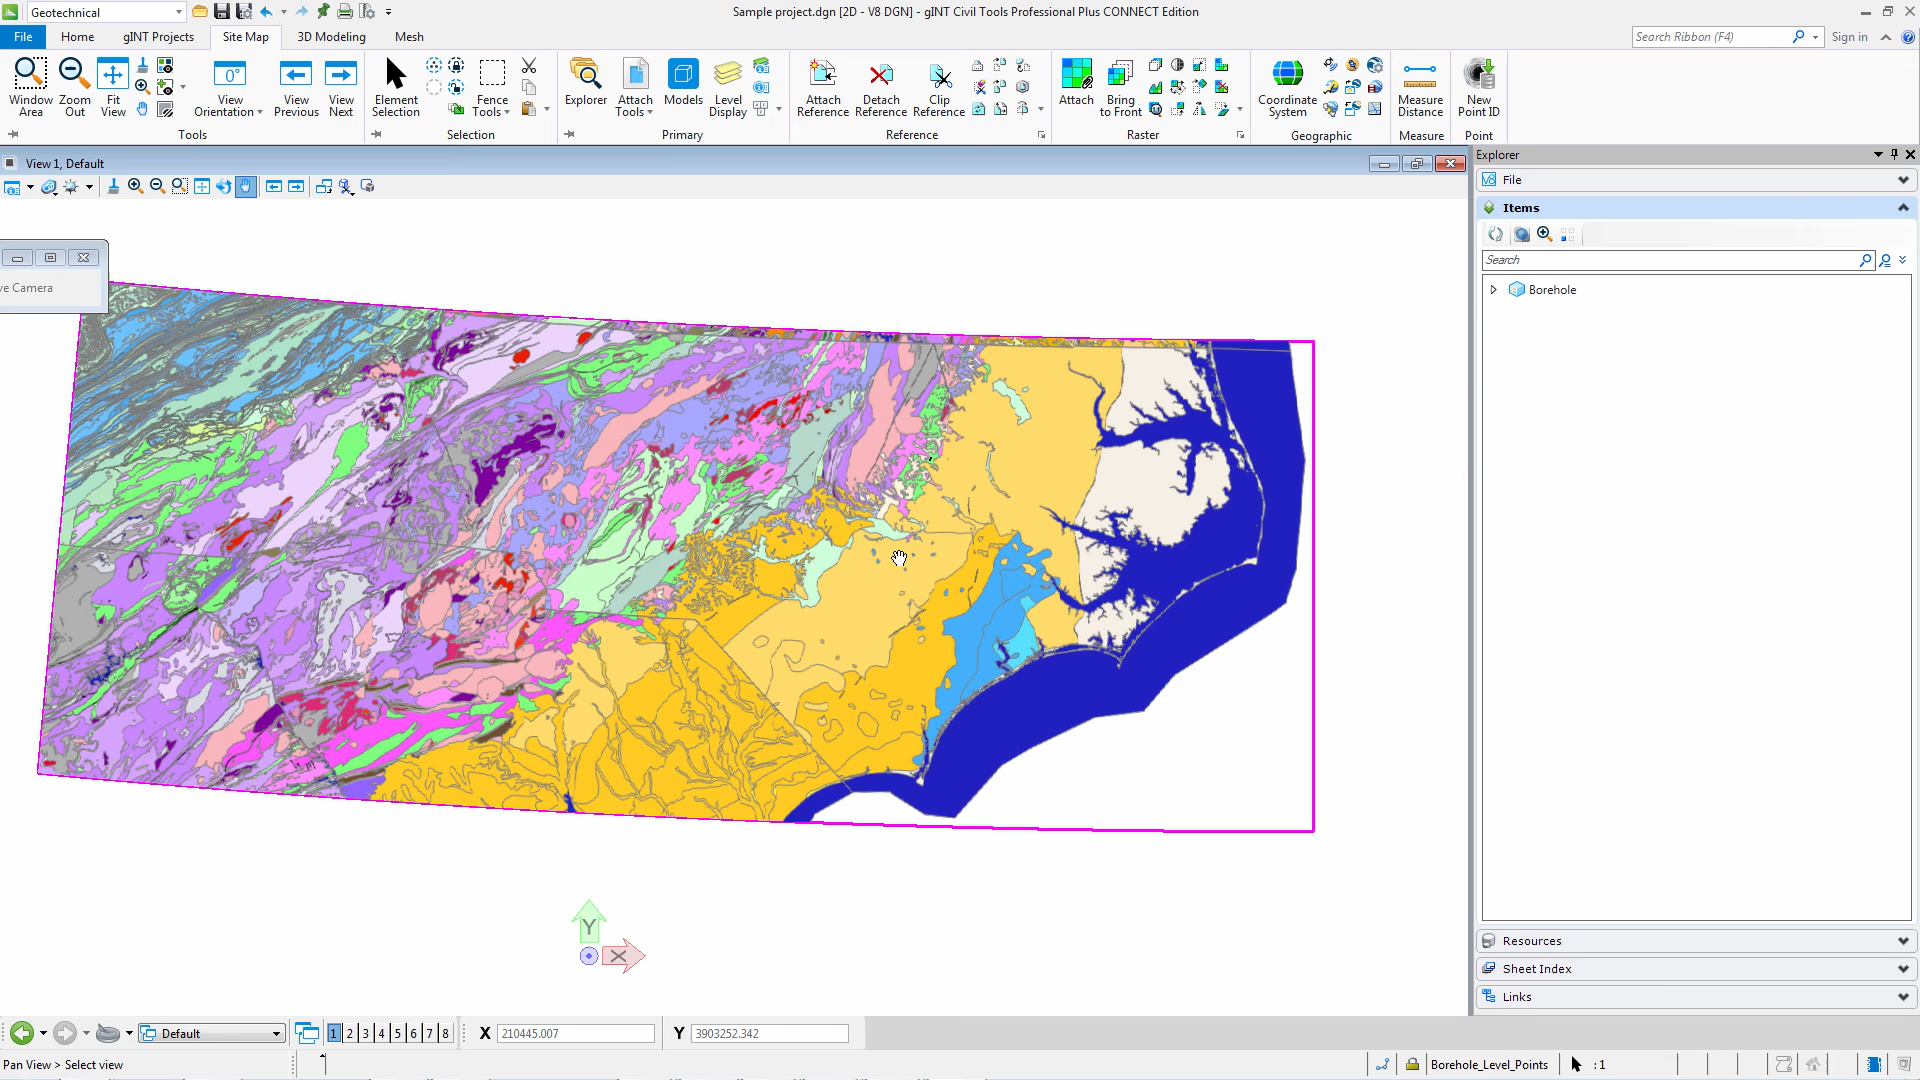 Geotechnical
Sample project.dgn [2D - V8 DGN] - gINT Civil Tools Professional Plus CONNECT Edition
File
Home
gINT Projects
Site Map
3D Modeling
Mesh
Search Ribbon (F4)
Sign in
Window Area
Zoom Out
Fit View
0°
View Orientation
View Previous
View Next
Element Selection
Fence Tools
Explorer
Attach Tools
Models
Level Display
Attach Reference
Detach Reference
Clip Reference
Attach
Bring to Front
Coordinate System
Measure Distance
New Point ID
Tools
Selection
Primary
Reference
Raster
Geographic
Measure
Point
View 1, Default
ve Camera
Explorer
File
Items
Search
Borehole
Resources
Sheet Index
Links
Y
X
Default
1 2 3 4 5 6 7 8
X 210445.007
Y 3903252.342
Pan View > Select view
Borehole_Level_Points
: 1